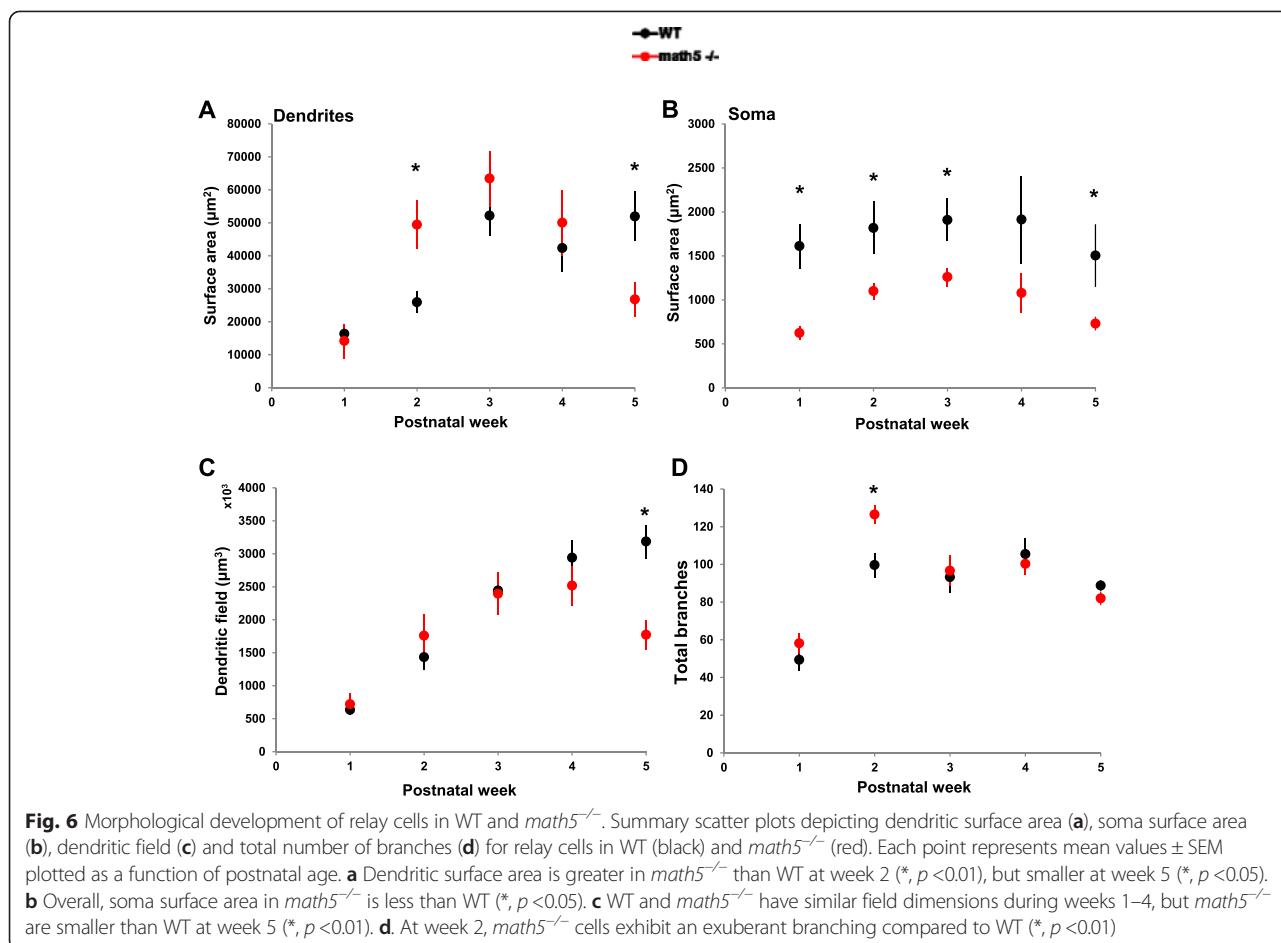 WT
math5 -/-
A Dendrites
80000
70000
60000
50000
40000
30000
20000
10000
0
Surface area (µm²)
*
*
0 1 2 3 4 5
Postnatal week
B Soma
3000
2500
2000
1500
1000
500
0
Surface area (µm²)
*
*
*
*
0 1 2 3 4 5
Postnatal week
C
x10³
4000
3500
3000
2500
2000
1500
1000
500
0
Dendritic field (µm³)
*
0 1 2 3 4 5
Postnatal week
D
140
120
100
80
60
40
20
0
Total branches
*
0 1 2 3 4 5
Postnatal week
Fig. 6 Morphological development of relay cells in WT and math5−/−. Summary scatter plots depicting dendritic surface area (a), soma surface area
(b), dendritic field (c) and total number of branches (d) for relay cells in WT (black) and math5−/− (red). Each point represents mean values ± SEM
plotted as a function of postnatal age. a Dendritic surface area is greater in math5−/− than WT at week 2 (*, p <0.01), but smaller at week 5 (*, p <0.05).
b Overall, soma surface area in math5−/− is less than WT (*, p <0.05). c WT and math5−/− have similar field dimensions during weeks 1–4, but math5−/−
are smaller than WT at week 5 (*, p <0.01). d. At week 2, math5−/− cells exhibit an exuberant branching compared to WT (*, p <0.01)